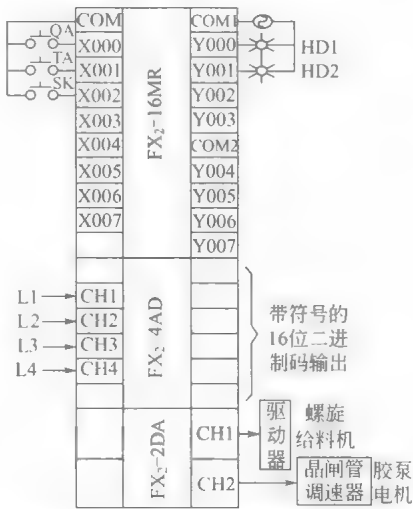 COM
QA
X000
TA
X001
SK
X002
X003
X004
X005
X006
X007
FX₂-16MR
COM1
Y000
HD1
Y001
HD2
Y002
Y003
COM2
Y004
Y005
Y006
Y007
L1
CH1
L2
CH2
L3
CH3
L4
CH4
FX₂-4AD
带符号的
16位二进
制码输出
FX₂-2DA
CH1
驱动器
螺旋
给料机
CH2
晶闸管
调速器
胶泵
电机